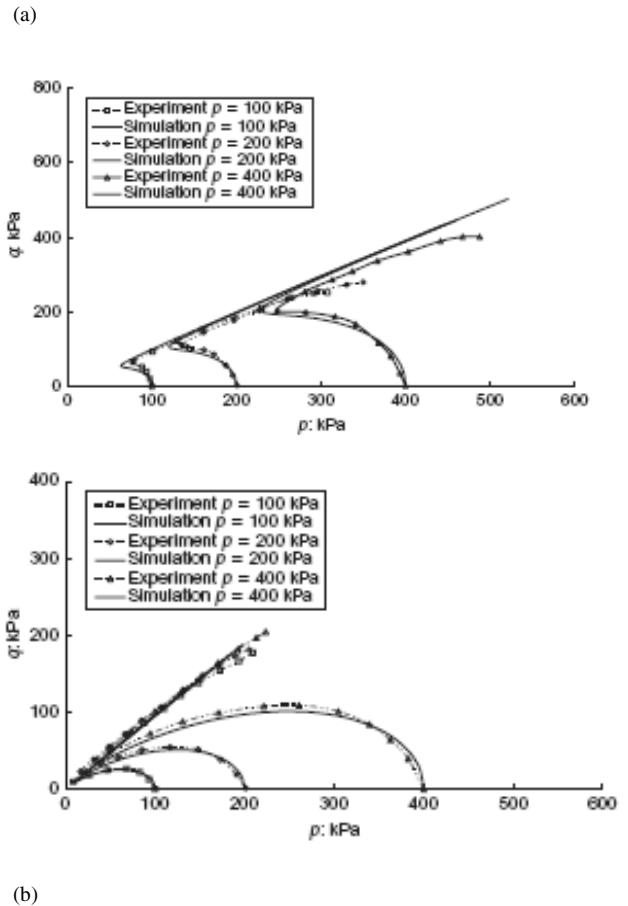 (a)
800
600
400
200
0
q: kPa
Experiment p = 100 kPa
Simulation p = 100 kPa
Experiment p = 200 kPa
Simulation p = 200 kPa
Experiment p = 400 kPa
Simulation p = 400 kPa
0 100 200 300 400 500 600
p: kPa
400
300
200
100
0
q: kPa
Experiment p = 100 kPa
Simulation p = 100 kPa
Experiment p = 200 kPa
Simulation p = 200 kPa
Experiment p = 400 kPa
Simulation p = 400 kPa
0 100 200 300 400 500 600
p: kPa
(b)